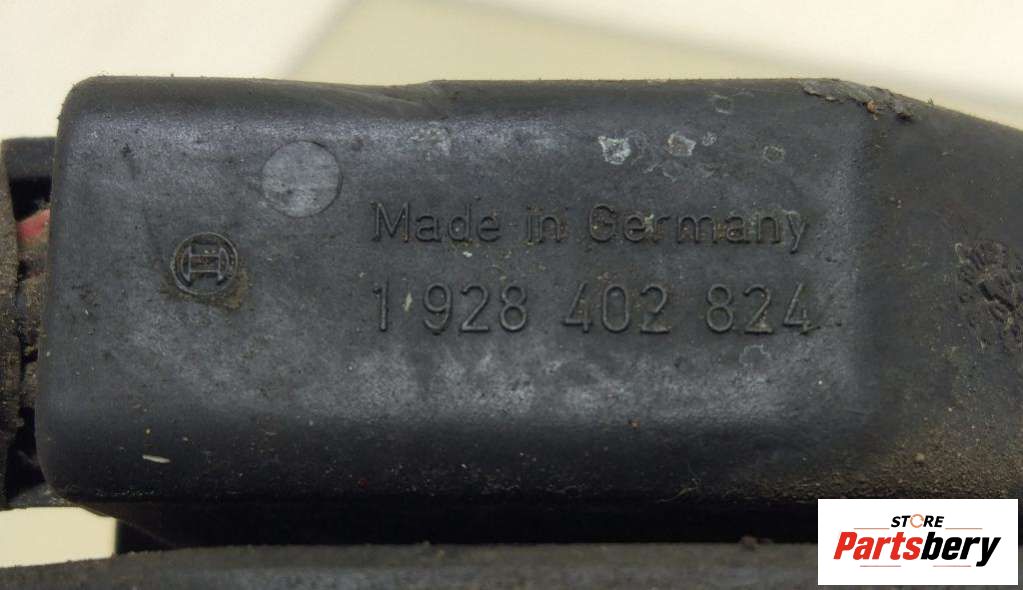 Made in Germany
1 928 402 824
STORE
Partsbery